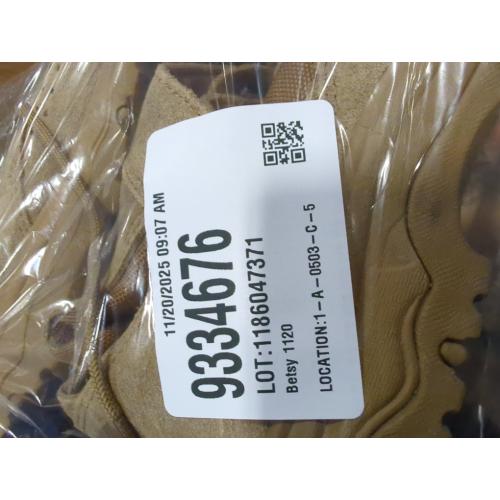 11/20/2025 09:07 AM
9334676
LOT:1186047371
Betsy 1120
LOCATION:1-A-0503-C-5